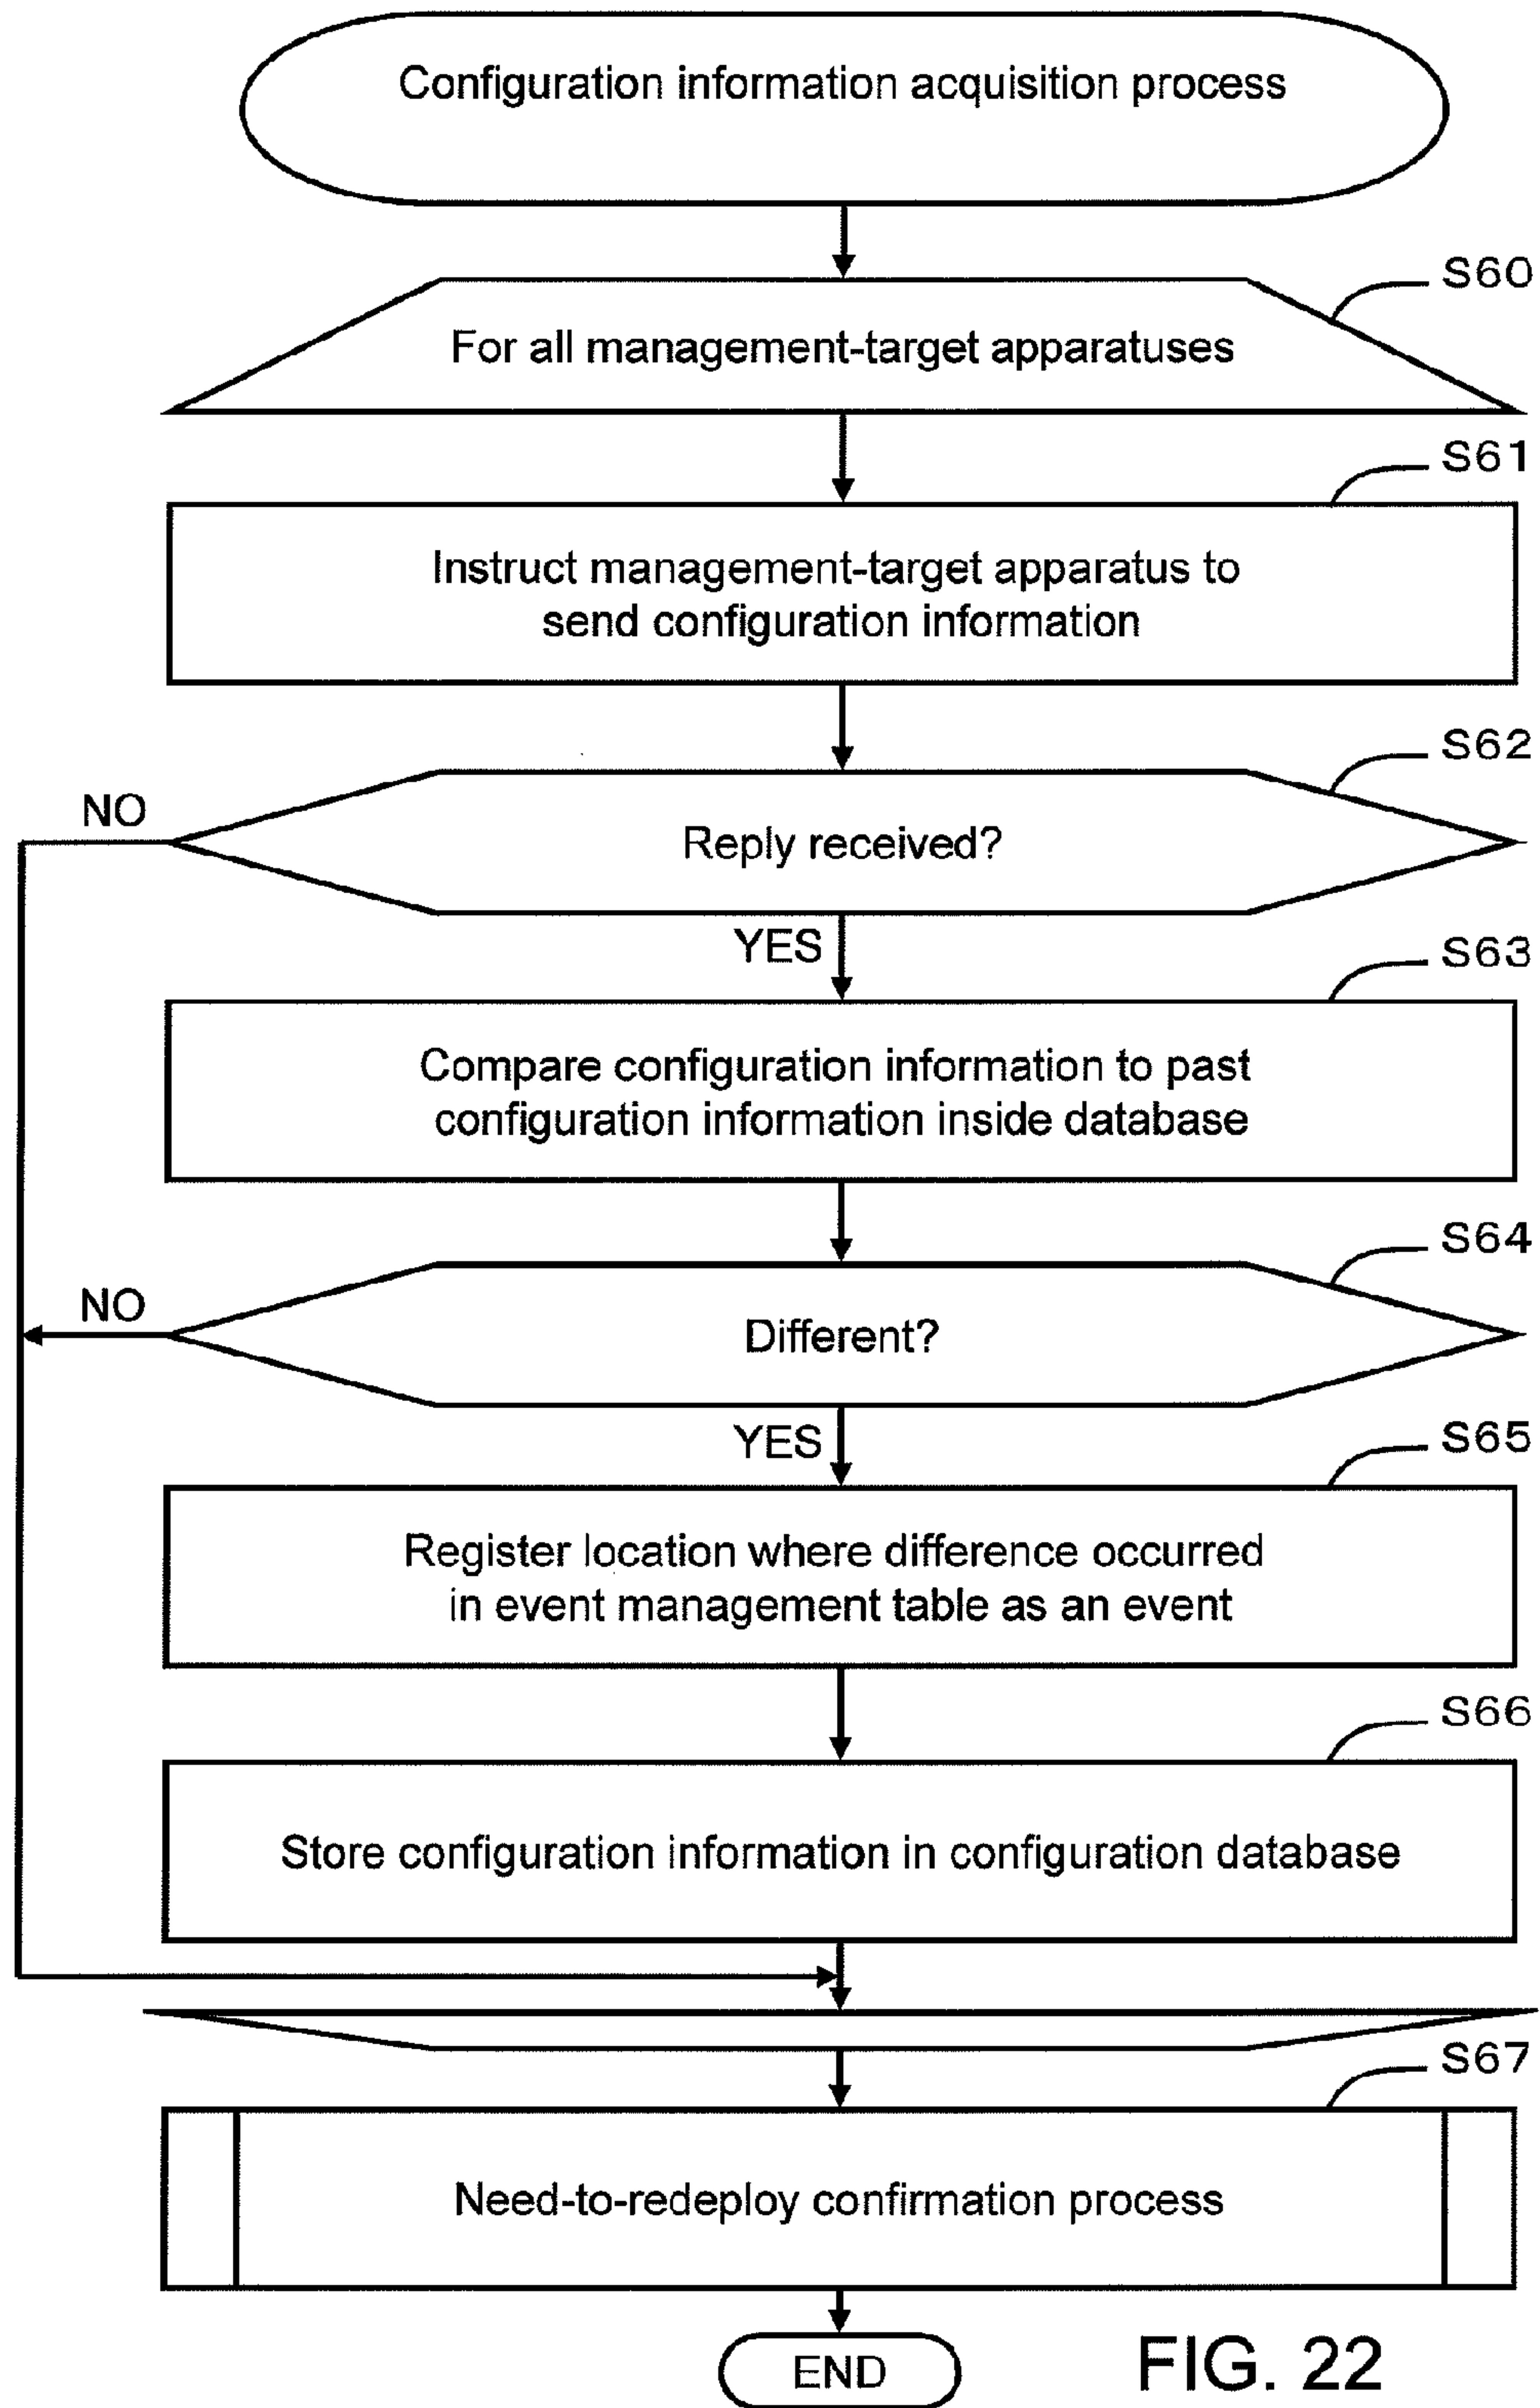 Configuration information acquisition process
S60
For all management-target apparatuses
S61
Instruct management-target apparatus to
send configuration information
S62
NO
Reply received?
YES
S63
Compare configuration information to past
configuration information inside database
S64
NO
Different?
YES
S65
Register location where difference occurred
in event management table as an event
S66
Store configuration information in configuration database
S67
Need-to-redeploy confirmation process
END
FIG. 22